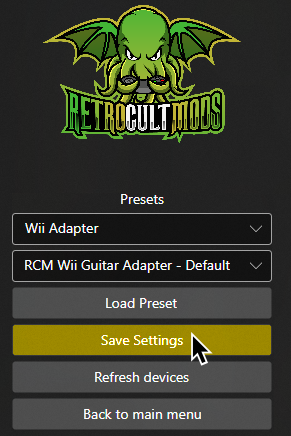 RETROCULTMODS
Presets
Wii Adapter
RCM Wii Guitar Adapter - Default
Load Preset
Save Settings
Refresh devices
Back to main menu